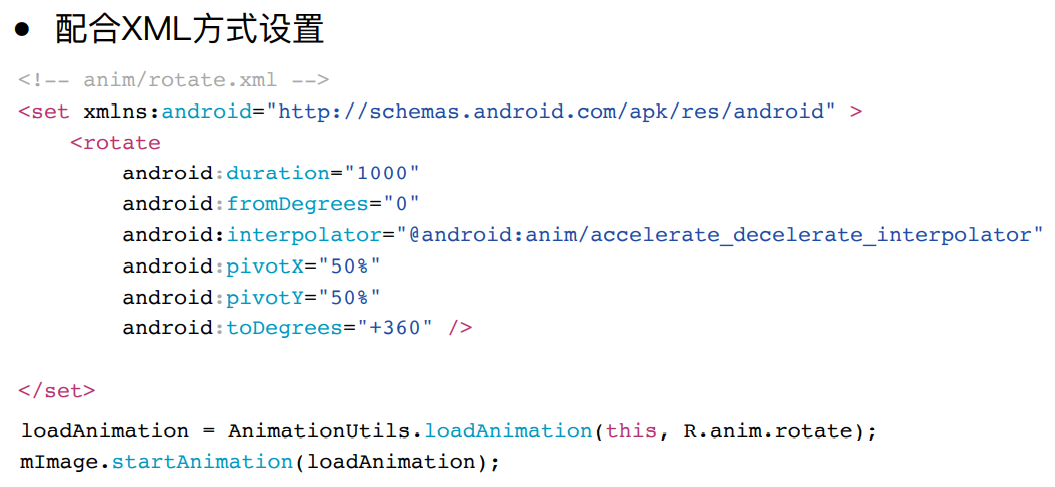 ● 配合XML方式设置
<!-- anim/rotate.xml -->
<set xmlns:android="http://schemas.android.com/apk/res/android" >
<rotate
android:duration="1000"
android:fromDegrees="0"
android:interpolator="@android:anim/accelerate_decelerate_interpolator"
android:pivotX="50%"
android:pivotY="50%"
android:toDegrees="+360" />
</set>
loadAnimation = AnimationUtils.loadAnimation(this, R.anim.rotate);
mImage.startAnimation(loadAnimation);